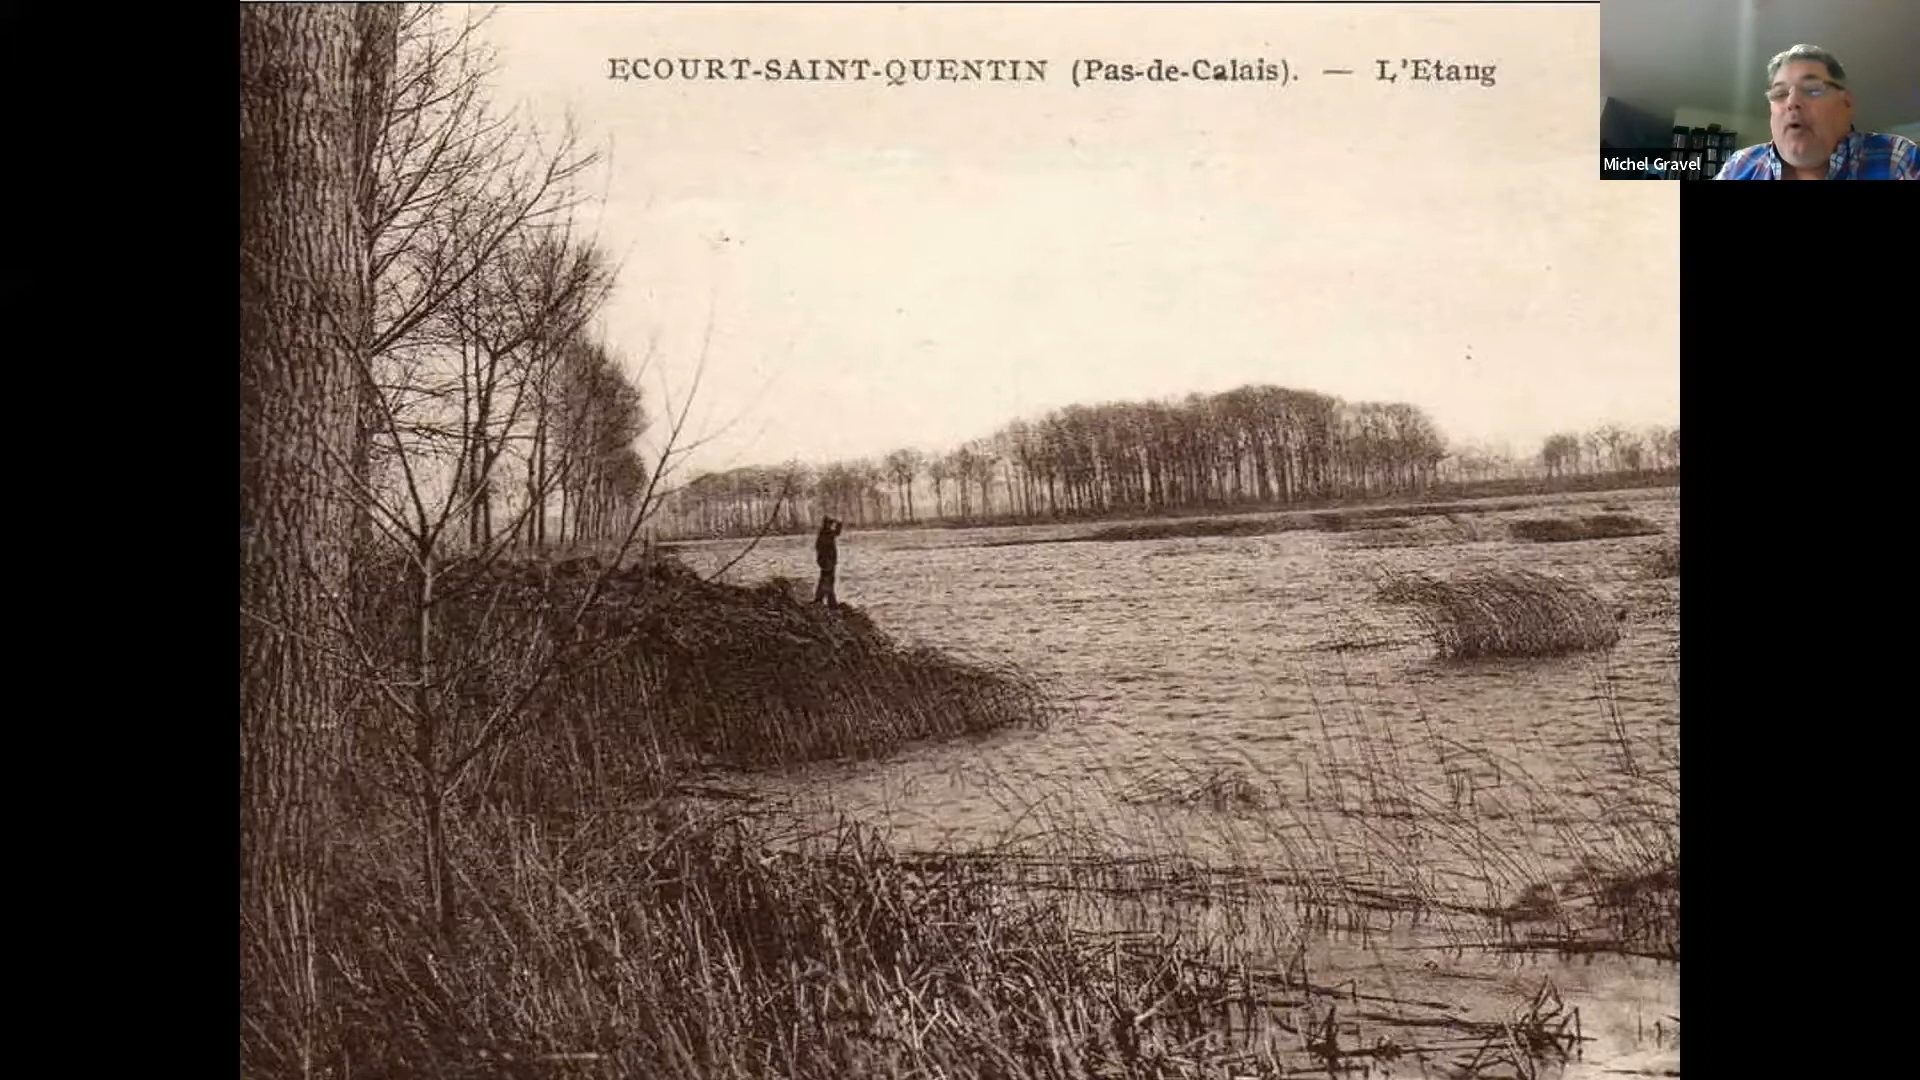 ECOURT-SAINT-QUENTIN (Pas-de-Calais). — L'Etang
Michel Gravel